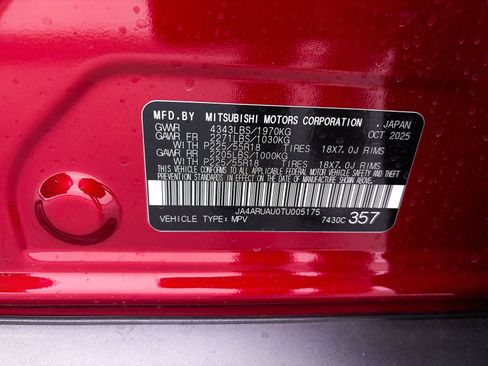 MFD.BY MITSUBISHI MOTORS CORPORATION , JAPAN
GVWR 4343LBS/1970KG OCT 2025
GAWR FR 2271LBS/1030KG
WITH P225/55R18 18X7.0J RIMS
GAWR RR 2205LBS/1000KG
WITH P225/55R18 18X7.0J RIMS
THIS VEHICLE CONFORMS TO ALL APPLICABLE FEDERAL MOTOR VEHICLE SAFETY AND THEFT
PREVENTION STANDARDS IN EFFECT ON THE DATE OF MANUFACTURE SHOWN ABOVE.
JA4ARUAU0TU005175
VEHICLE TYPE: MPV 7430C 357